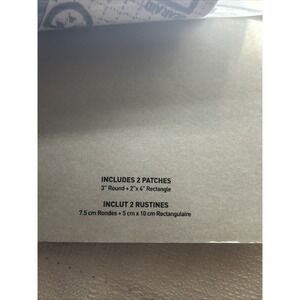 INCLUDES 2 PATCHES
3" Round + 2"x 4" Rectangle
INCLUT 2 RUSTINES
7.5 cm Rondes + 5 cm x 10 cm Rectangulaire